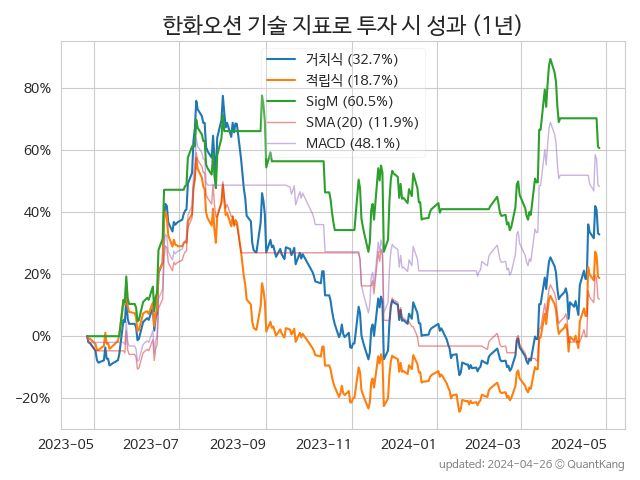 한화오션 기술 지표로 투자 시 성과 (1년)
거치식 (32.7%)
적립식 (18.7%)
SigM (60.5%)
SMA(20) (11.9%)
MACD (48.1%)
80%
60%
40%
20%
0%
−20%
2023-05 2023-07 2023-09 2023-11 2024-01 2024-03 2024-05
updated: 2024-04-26 © QuantKang